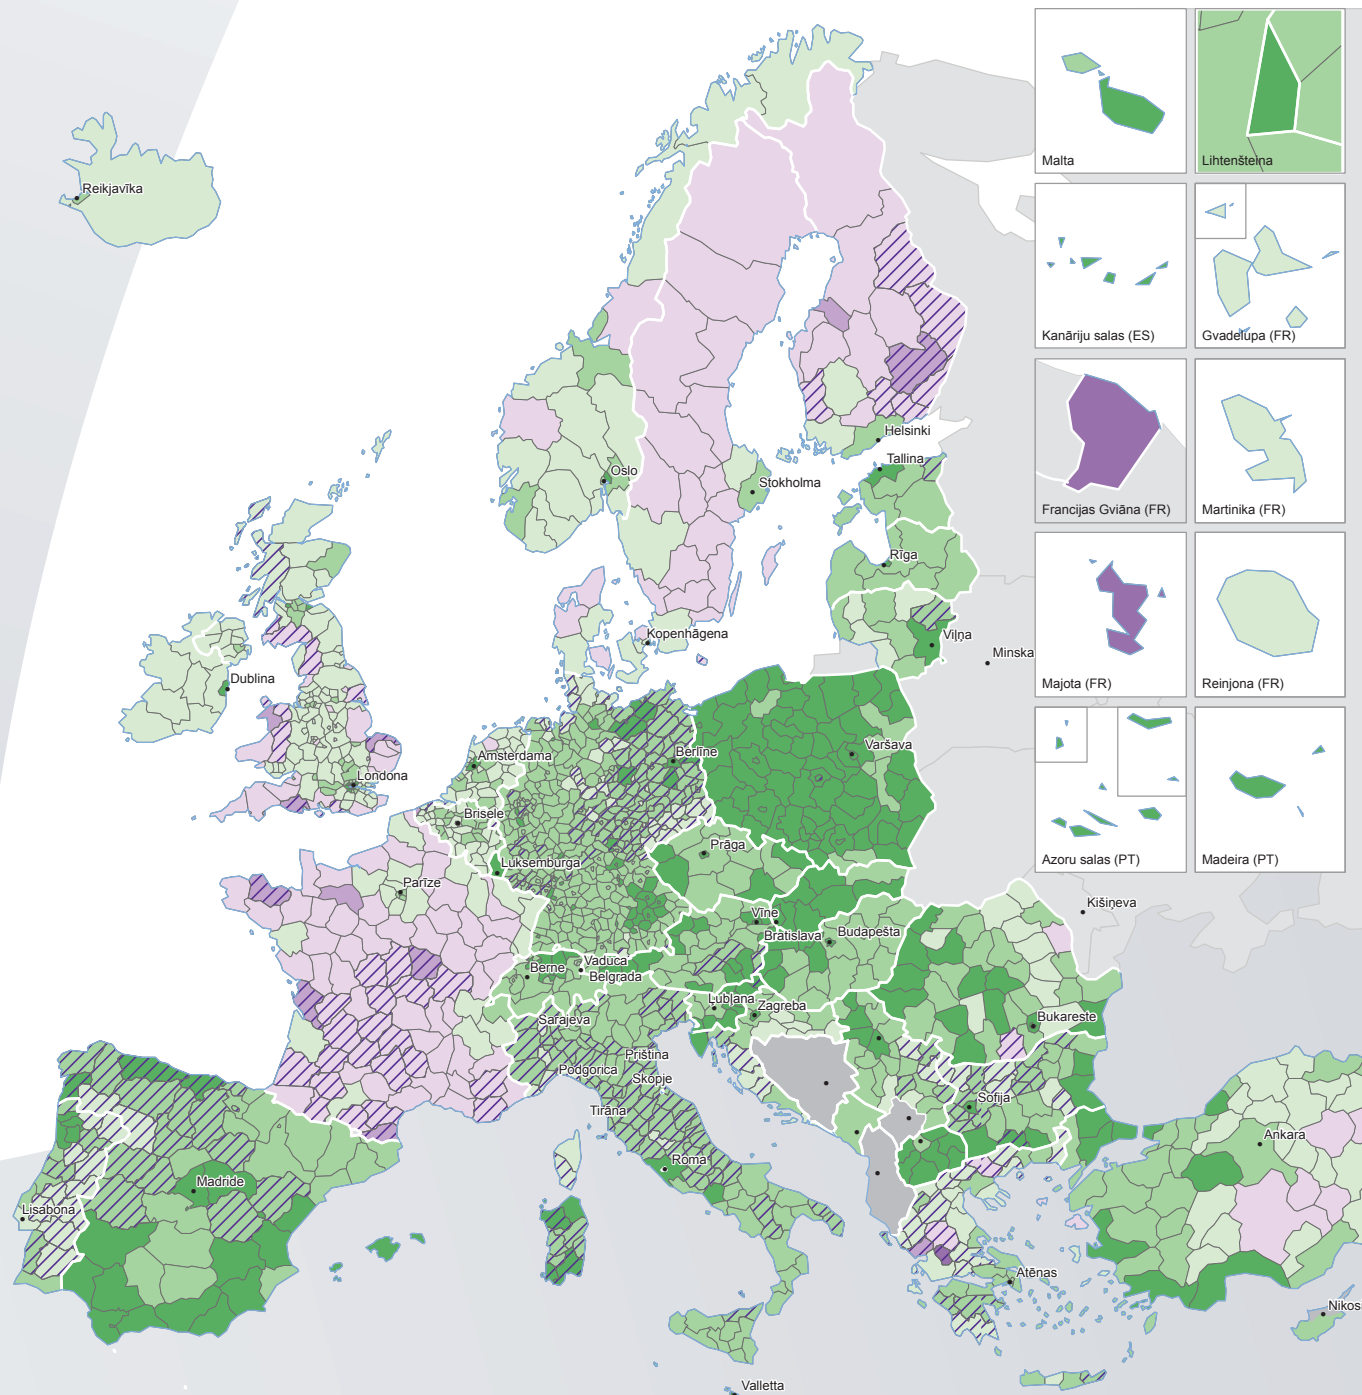 Malta
Lihtenšteina
Reikjavīka
Kanāriju salas (ES)
Gvadelupa (FR)
Helsinki
Tallina
Oslo
Stokholma
Francijas Gviāna (FR)
Martinika (FR)
Rīga
Kopenhāgena
Viļņa
Minska
Dublina
Majota (FR)
Reinjona (FR)
Varšava
Amsterdama
Berlīne
Londona
Brisele
Prāga
Luksemburga
Azoru salas (PT)
Madeira (PT)
Parīze
Kišiņeva
Vīne
Bratislava
Budapešta
Berne
Vaduca
Belgrada
Lubļana
Zagreba
Bukareste
Sarajeva
Priština
Podgorica
Skopje
Sofija
Tirāna
Ankara
Roma
Madride
Lisabona
Atēnas
Nikos
Valletta